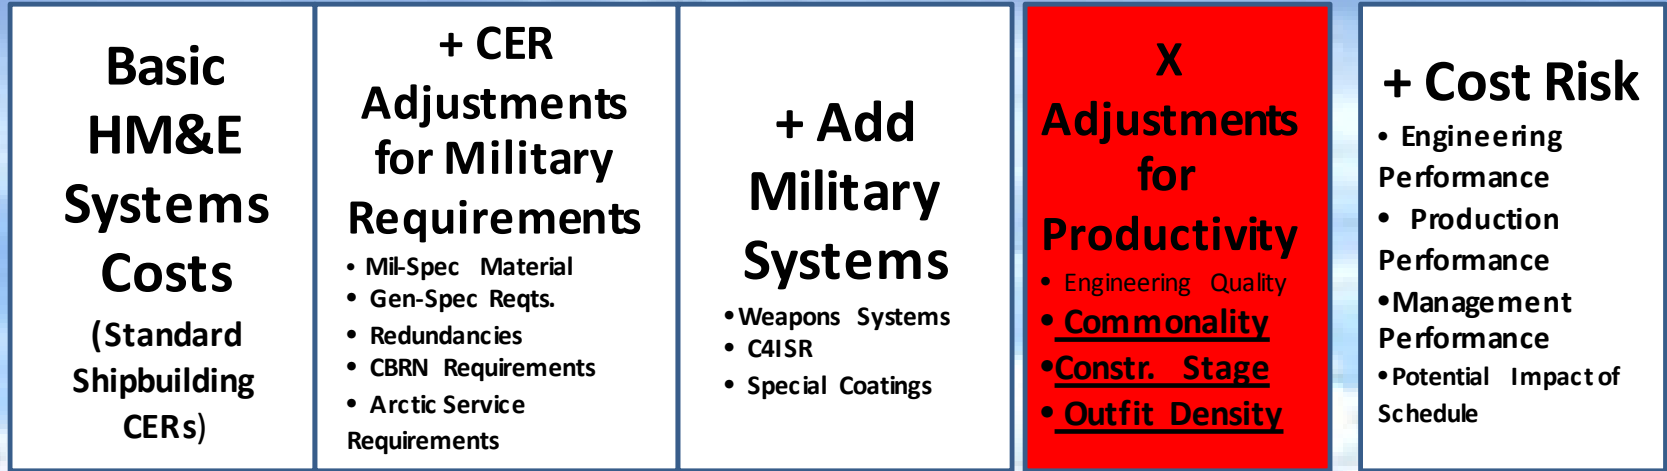 Basic
HM&E
Systems
Costs
(Standard
Shipbuilding
CERs)
+ CER
Adjustments
for Military
Requirements
• Mil-Spec Material
• Gen-Spec Reqts.
• Redundancies
• CBRN Requirements
• Arctic Service
Requirements
+ Add
Military
Systems
•Weapons Systems
• C4ISR
• Special Coatings
X
Adjustments
for
Productivity
• Engineering Quality
• Commonality
•Constr. Stage
• Outfit Density
+ Cost Risk
• Engineering
Performance
• Production
Performance
•Management
Performance
•Potential Impact of
Schedule